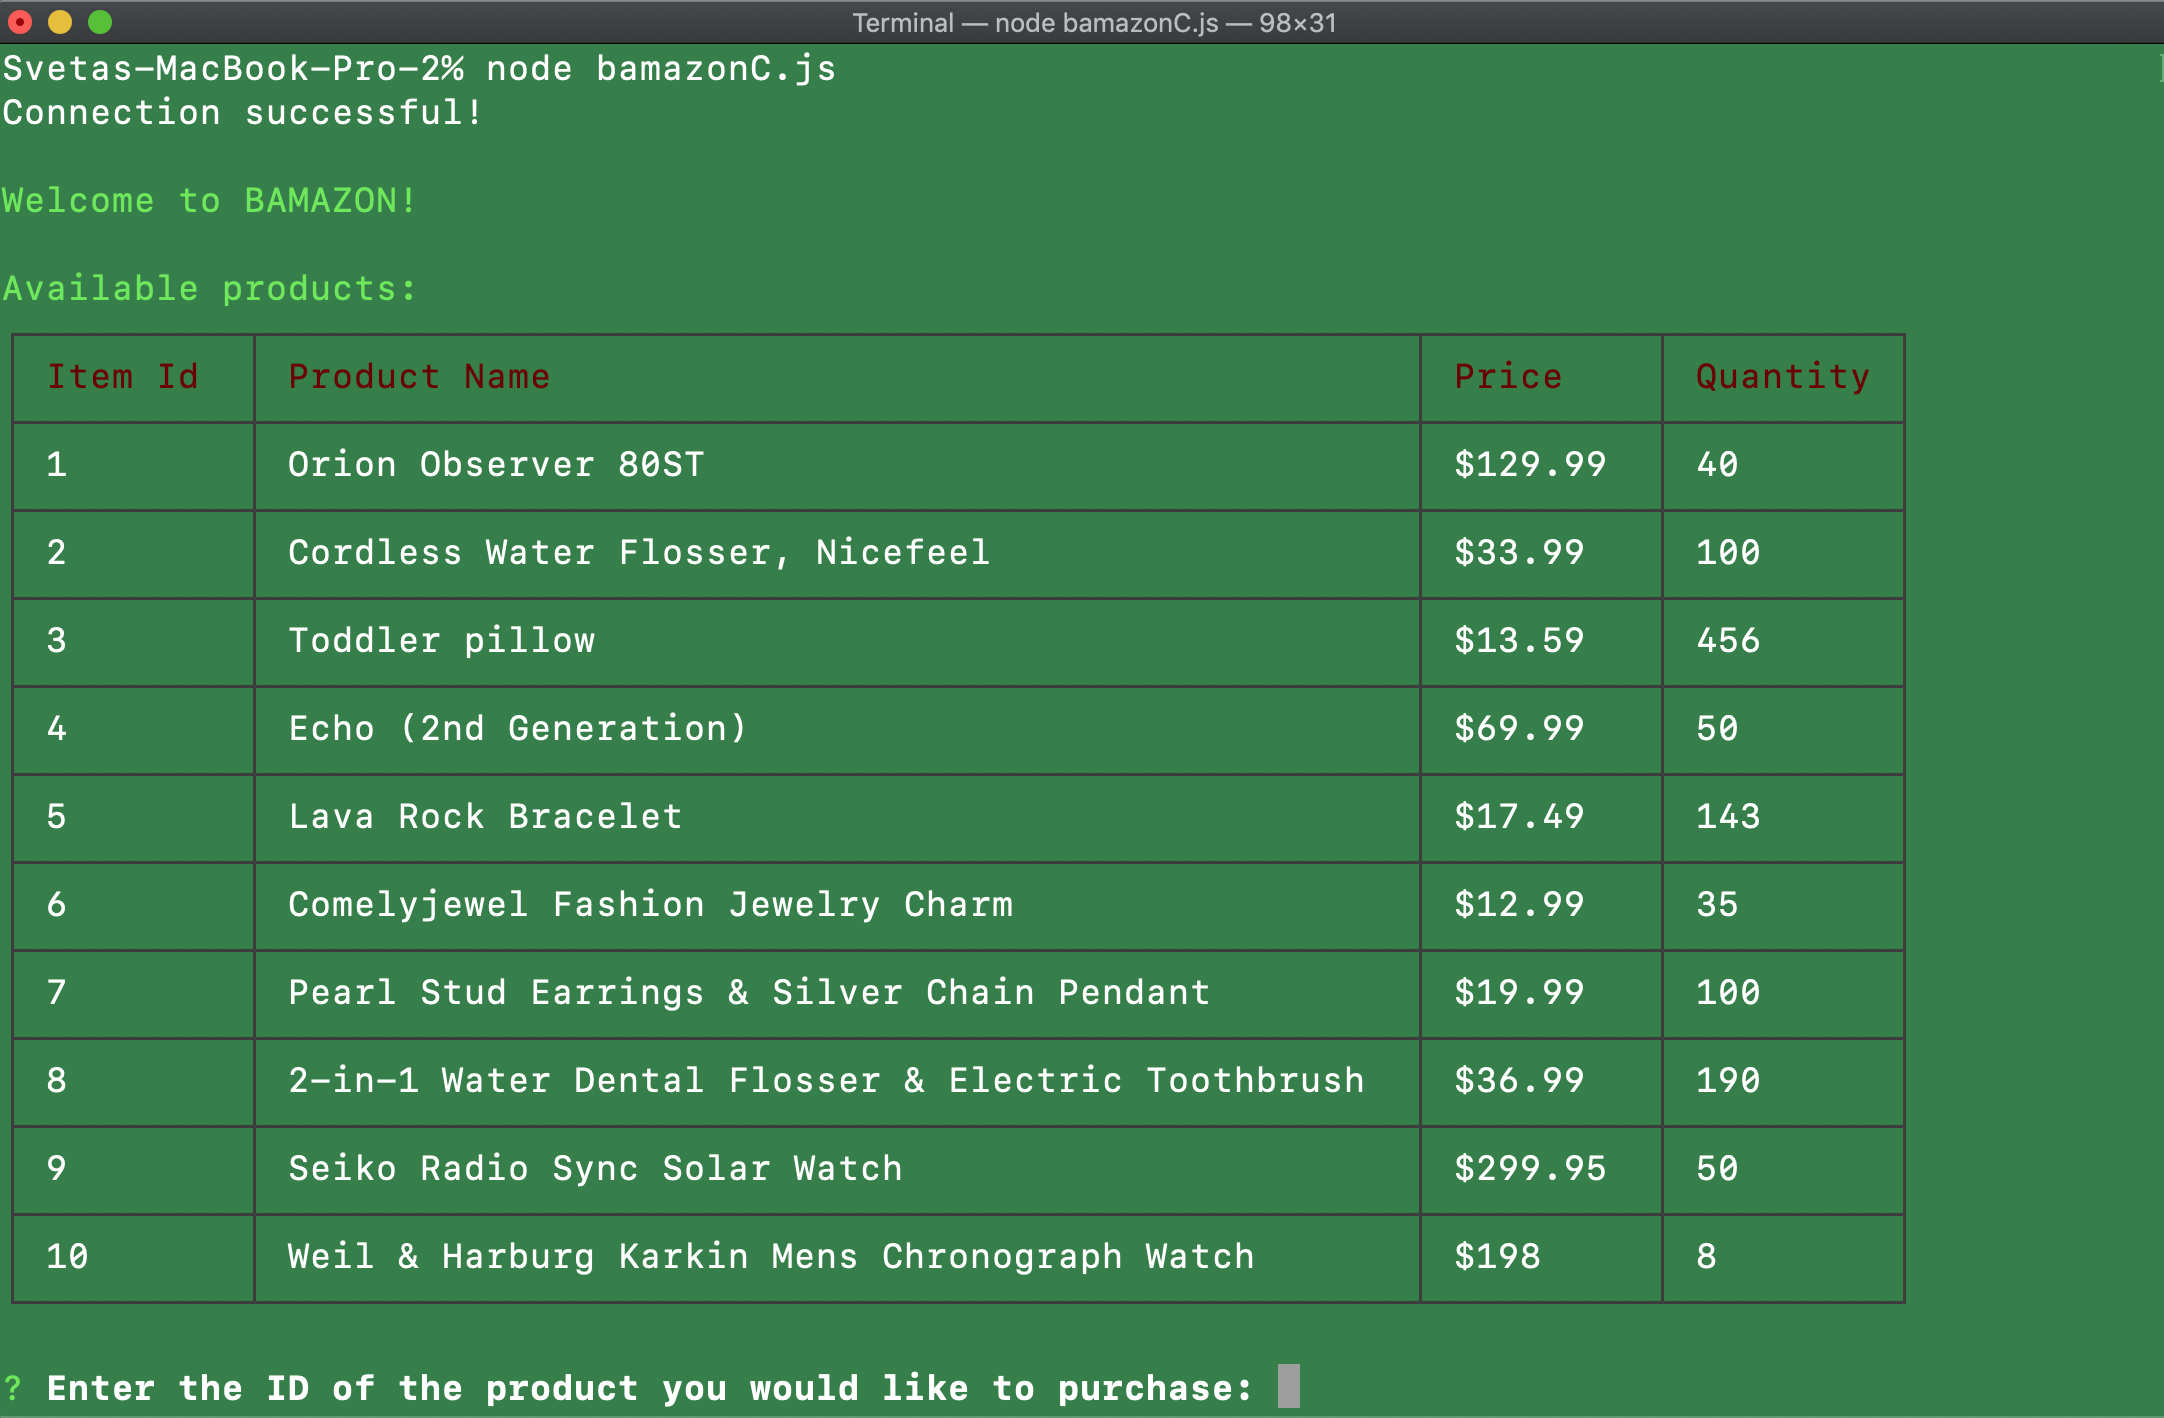 Terminal — node bamazonC.js — 98×31
Svetas-MacBook-Pro-2% node bamazonC.js
Connection successful!
Welcome to BAMAZON!
Available products:
Item Id Product Name Price Quantity
1 Orion Observer 80ST $129.99 40
2 Cordless Water Flosser, Nicefeel $33.99 100
3 Toddler pillow $13.59 456
4 Echo (2nd Generation) $69.99 50
5 Lava Rock Bracelet $17.49 143
6 Comelyjewel Fashion Jewelry Charm $12.99 35
7 Pearl Stud Earrings & Silver Chain Pendant $19.99 100
8 2-in-1 Water Dental Flosser & Electric Toothbrush $36.99 190
9 Seiko Radio Sync Solar Watch $299.95 50
10 Weil & Harburg Karkin Mens Chronograph Watch $198 8
? Enter the ID of the product you would like to purchase: